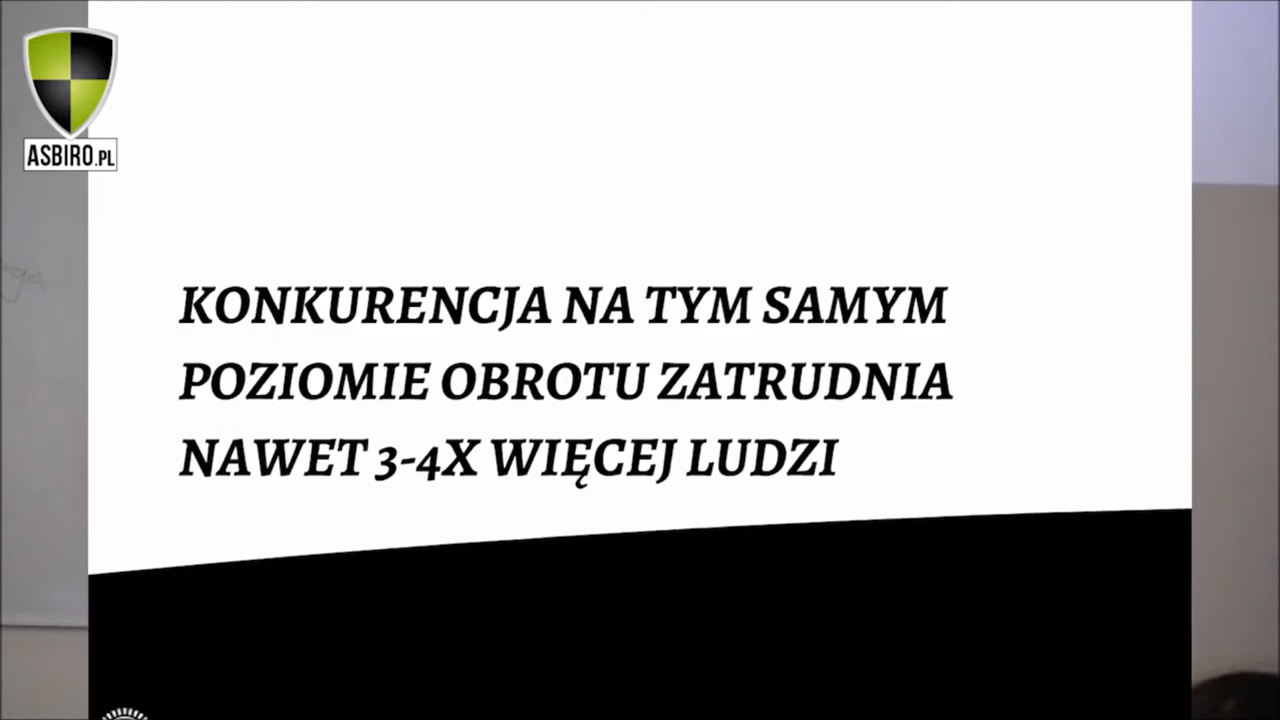 ASBIRO.PL
KONKURENCJA NA TYM SAMYM
POZIOMIE OBROTU ZATRUDNIA
NAWET 3-4X WIĘCEJ LUDZI